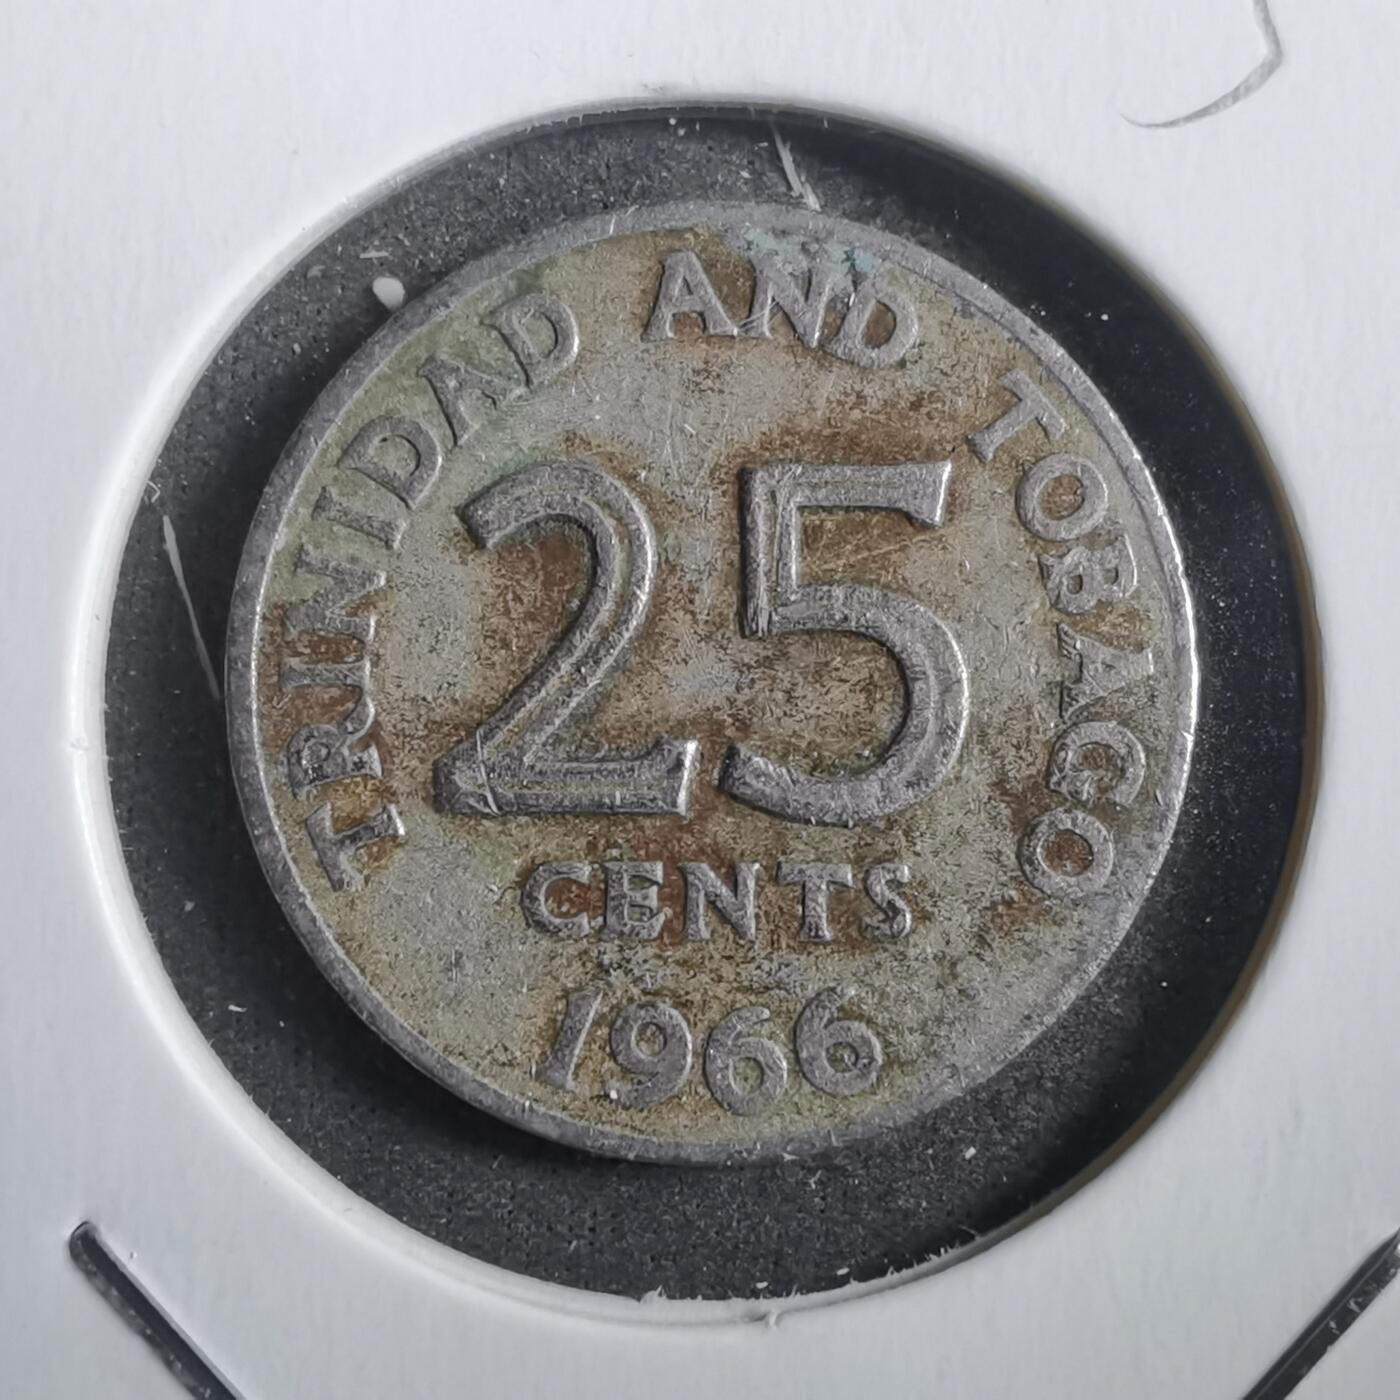 TRINIDAD AND TOBAGO
25
CENTS
1966